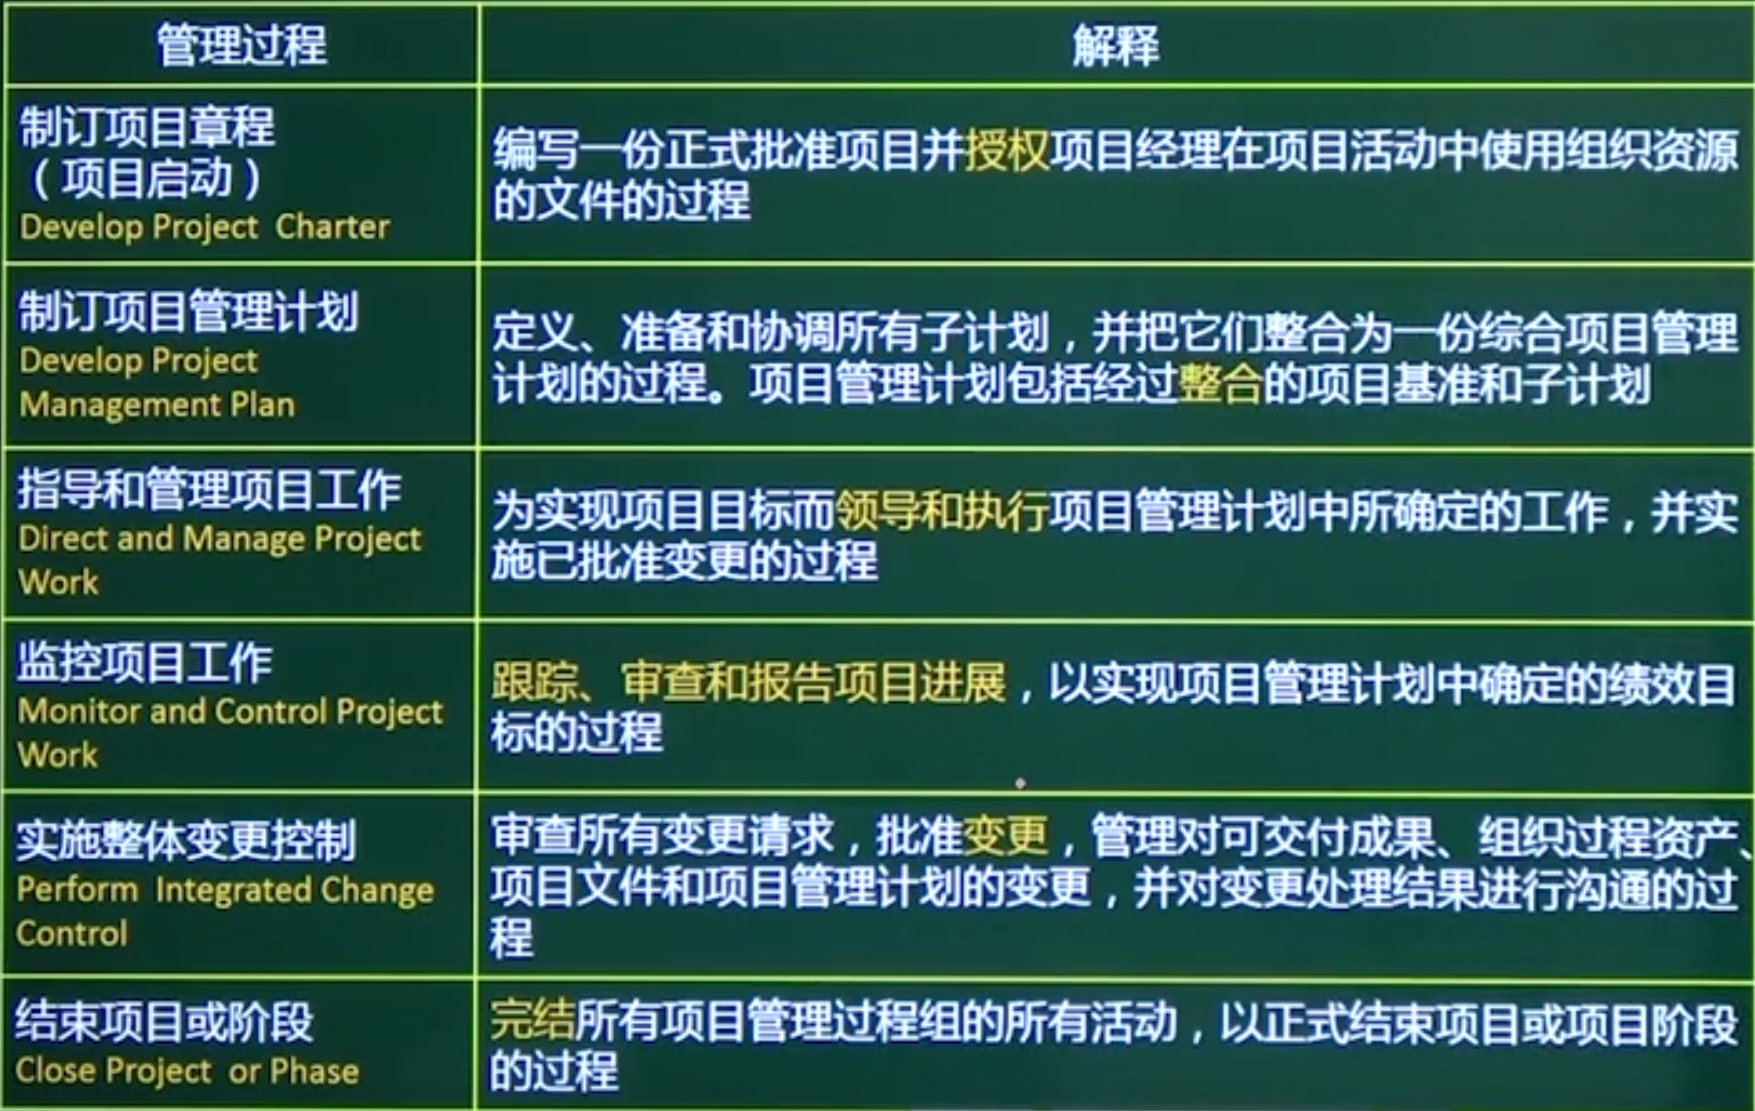 管理过程
解释
制订项目章程
（项目启动）
Develop Project Charter
编写一份正式批准项目并授权项目经理在项目活动中使用组织资源
的文件的过程
制订项目管理计划
Develop Project
Management Plan
定义、准备和协调所有子计划，并把它们整合为一份综合项目管理
计划的过程。项目管理计划包括经过整合的项目基准和子计划
指导和管理项目工作
Direct and Manage Project
Work
为实现项目目标而领导和执行项目管理计划中所确定的工作，并实
施已批准变更的过程
监控项目工作
Monitor and Control Project
Work
跟踪、审查和报告项目进展，以实现项目管理计划中确定的绩效目
标的过程
实施整体变更控制
Perform Integrated Change
Control
审查所有变更请求，批准变更，管理对可交付成果、组织过程资产、
项目文件和项目管理计划的变更，并对变更处理结果进行沟通的过
程
结束项目或阶段
Close Project or Phase
完结所有项目管理过程组的所有活动，以正式结束项目或项目阶段
的过程